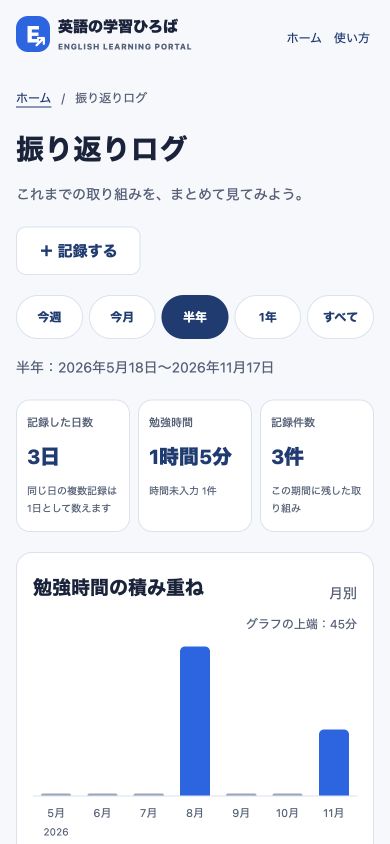 E
英語の学習ひろば
ENGLISH LEARNING PORTAL
ホーム 使い方
ホーム / 振り返りログ
振り返りログ
これまでの取り組みを、まとめて見てみよう。
＋ 記録する
今週 今月 半年 1年 すべて
半年：2026年5月18日〜2026年11月17日
記録した日数
3日
同じ日の複数記録は
1日として数えます
勉強時間
1時間5分
時間未入力 1件
記録件数
3件
この期間に残した取
り組み
勉強時間の積み重ね
月別
グラフの上端：45分
5月 6月 7月 8月 9月 10月 11月
2026